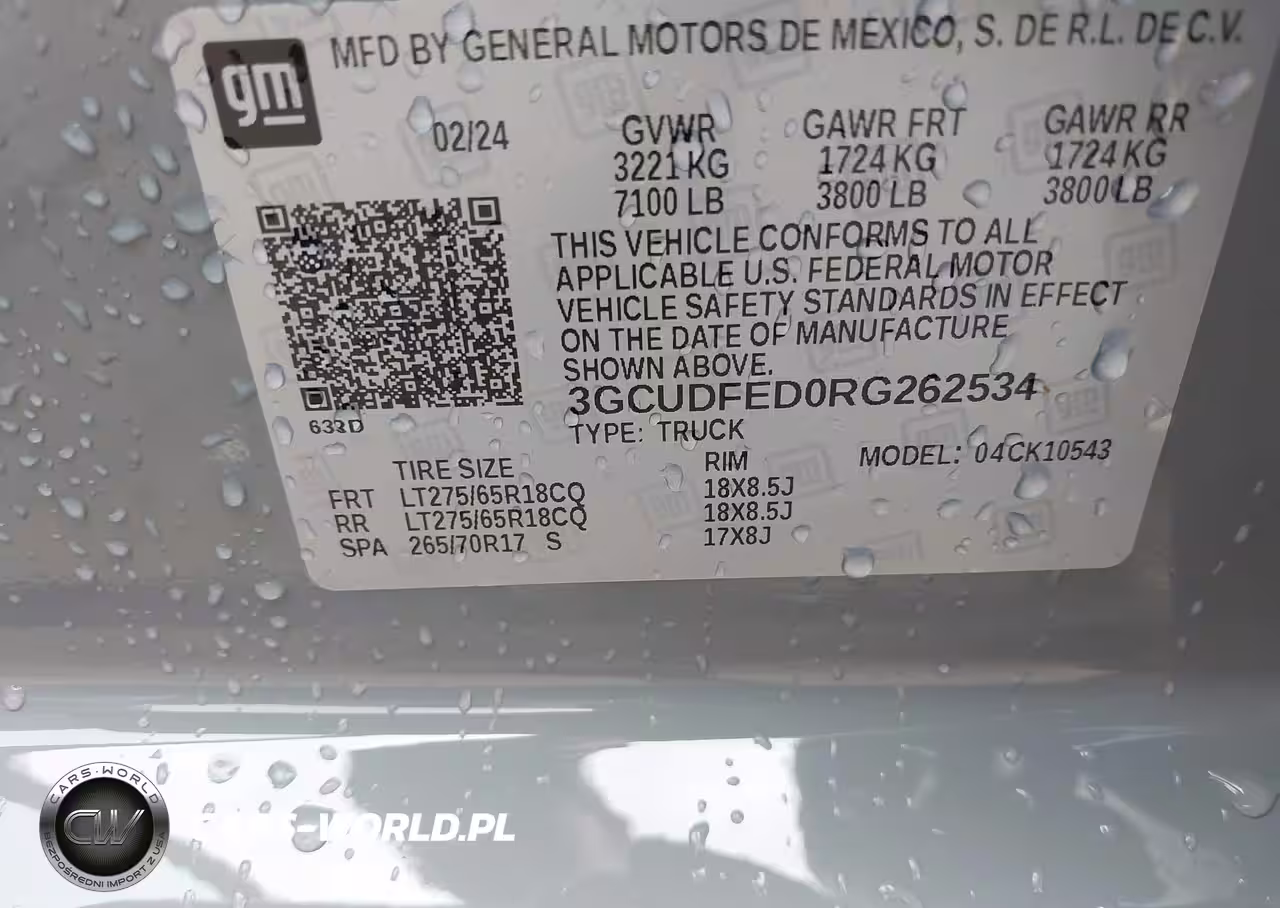 gm
MFD BY GENERAL MOTORS DE MEXICO, S. DE R.L. DE C.V.
02/24 GVWR GAWR FRT GAWR RR
3221 KG 1724 KG 1724 KG
7100 LB 3800 LB 3800 LB
THIS VEHICLE CONFORMS TO ALL
APPLICABLE U.S. FEDERAL MOTOR
VEHICLE SAFETY STANDARDS IN EFFECT
ON THE DATE OF MANUFACTURE
SHOWN ABOVE.
3GCUDFED0RG262534
633D
TYPE: TRUCK
MODEL: 04CK10543
TIRE SIZE RIM
FRT LT275/65R18CQ 18X8.5J
RR LT275/65R18CQ 18X8.5J
SPA 265/70R17 S 17X8J
CARS-WORLD
CW
BEZPOŚREDNI IMPORT Z USA
CARS-WORLD.PL